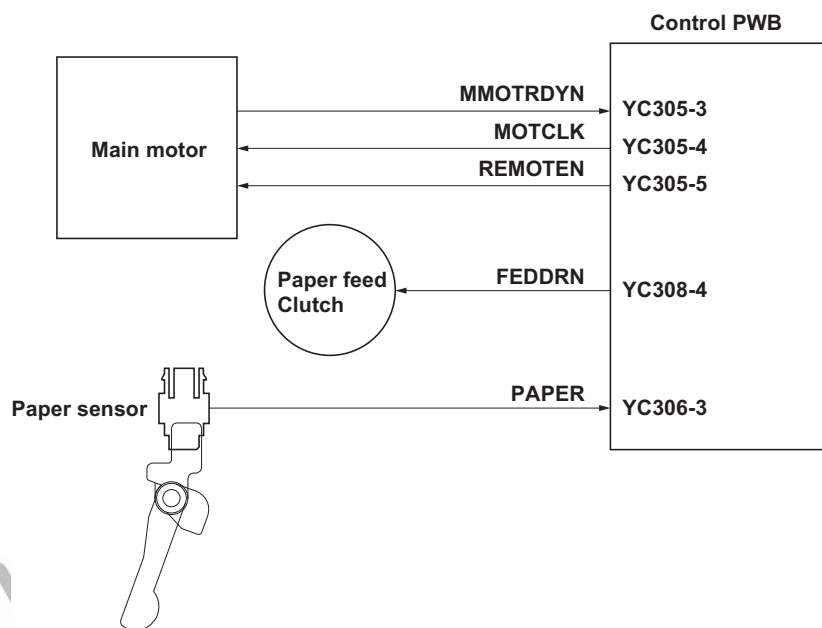 Control PWB
MMOTRDYN
YC305-3
Main motor
MOTCLK
YC305-4
REMOTEN
YC305-5
Paper feed
Clutch
FEDDRN
YC308-4
Paper sensor
PAPER
YC306-3